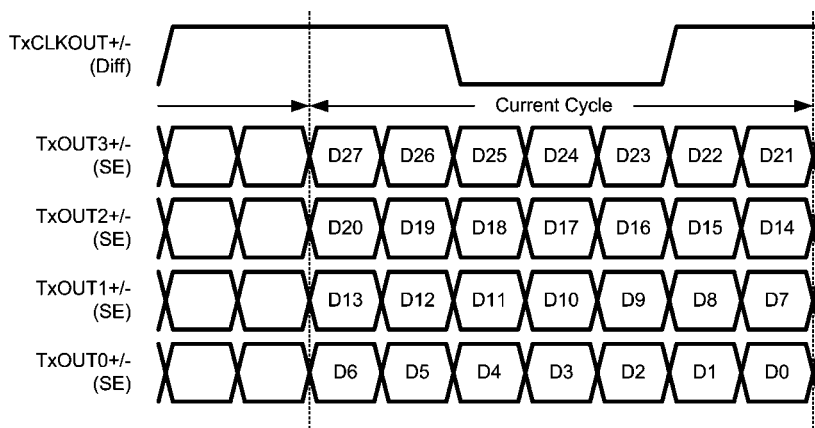 TxCLKOUT+/-
(Diff)
Current Cycle
TxOUT3+/-
(SE)
D27 D26 D25 D24 D23 D22 D21
TxOUT2+/-
(SE)
D20 D19 D18 D17 D16 D15 D14
TxOUT1+/-
(SE)
D13 D12 D11 D10 D9 D8 D7
TxOUT0+/-
(SE)
D6 D5 D4 D3 D2 D1 D0